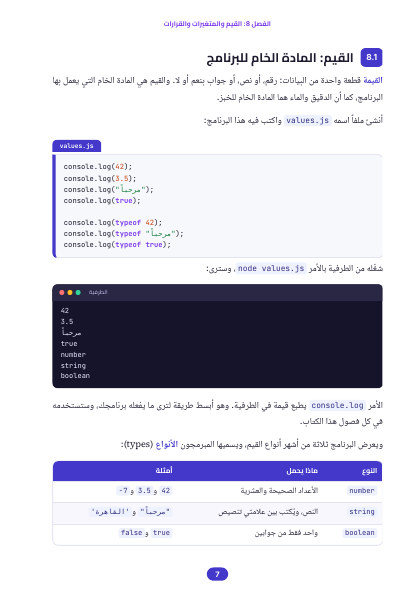 الفصل 8: القيم والمتغيرات والقرارات
8.1 القيم: المادة الخام للبرنامج
القيمة قطعة واحدة من البيانات: رقم، أو نص، أو جواب بنعم أو لا. والقيم هي المادة الخام التي يعمل بها
البرنامج، كما أن الدقيق والماء هما المادة الخام للخبز.
أنشئ ملفاً اسمه values.js واكتب فيه هذا البرنامج:
values.js
console.log(42);
console.log(3.5);
console.log("مرحباً");
console.log(true);
console.log(typeof 42);
console.log(typeof "مرحباً");
console.log(typeof true);
شغّله من الطرفية بالأمر node values.js، وسترى:
الطرفية
42
3.5
مرحباً
true
number
string
boolean
الأمر console.log يطبع قيمة في الطرفية. وهو أبسط طريقة لترى ما يفعله برنامجك، وستستخدمه
في كل فصول هذا الكتاب.
ويعرض البرنامج ثلاثة من أشهر أنواع القيم، ويسميها المبرمجون الأنواع (types):
النوع ماذا يحمل أمثلة
number الأعداد الصحيحة والعشرية 42 و 3.5 و -7
string النص، ويُكتب بين علامتي تنصيص "مرحباً" و 'القاهرة'
boolean واحد فقط من جوابين true و false
7